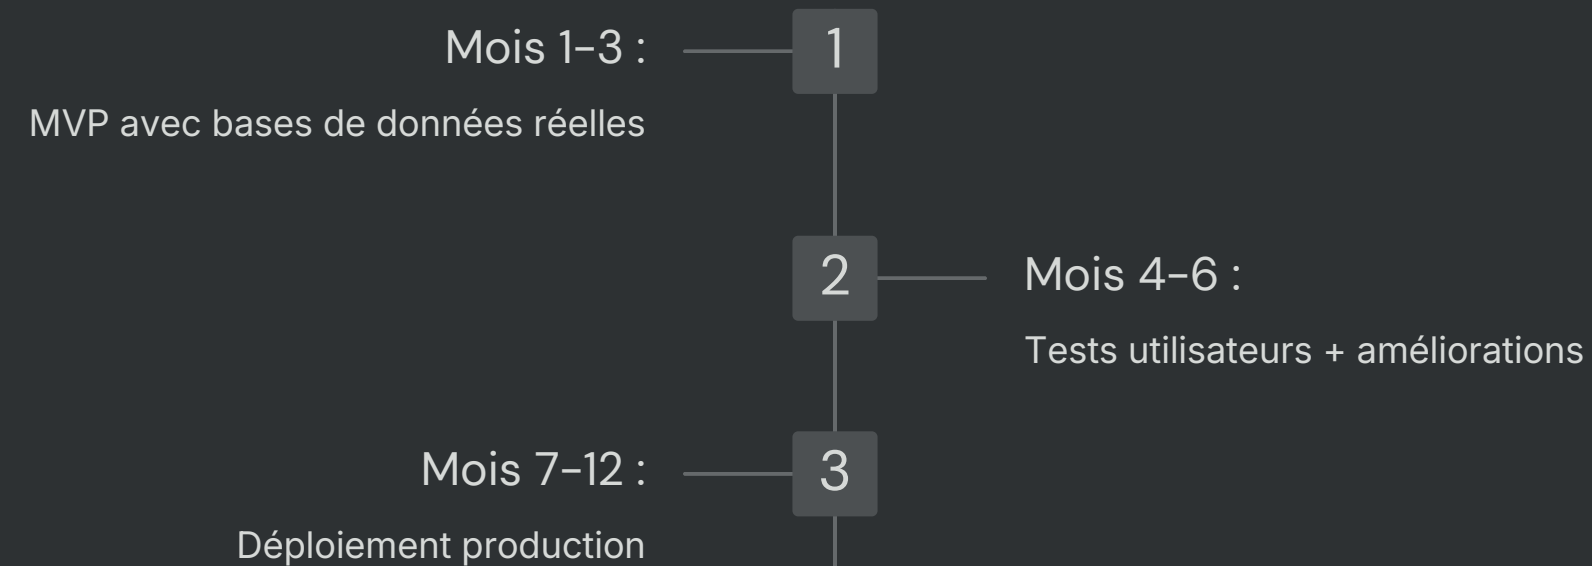 Mois 1-3 :
1
MVP avec bases de données réelles
2
Mois 4-6 :
Tests utilisateurs + améliorations
Mois 7-12 :
3
Déploiement production